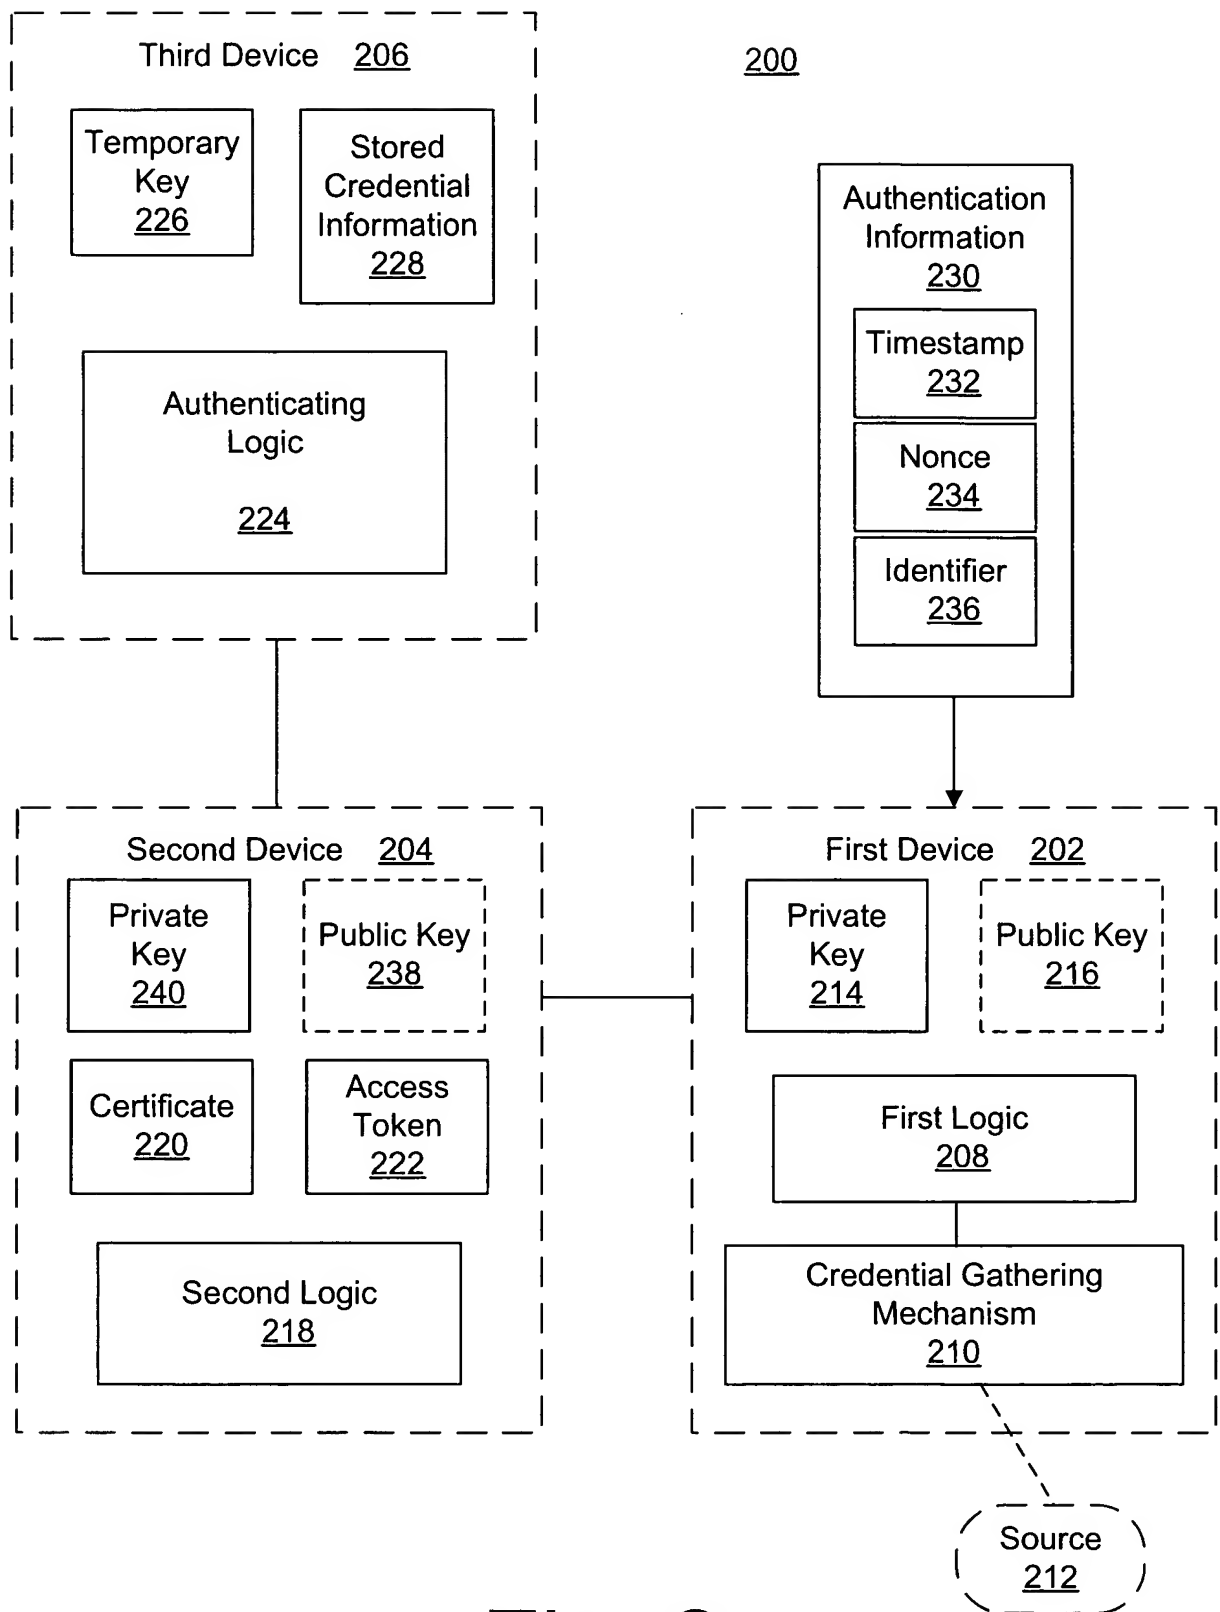 Third Device 206
200
Temporary
Key
226
Stored
Credential
Information
228
Authenticating
Logic
224
Authentication
Information
230
Timestamp
232
Nonce
234
Identifier
236
Second Device 204
Private
Key
240
Public Key
238
Certificate
220
Access
Token
222
Second Logic
218
First Device 202
Private
Key
214
Public Key
216
First Logic
208
Credential Gathering
Mechanism
210
Source
212